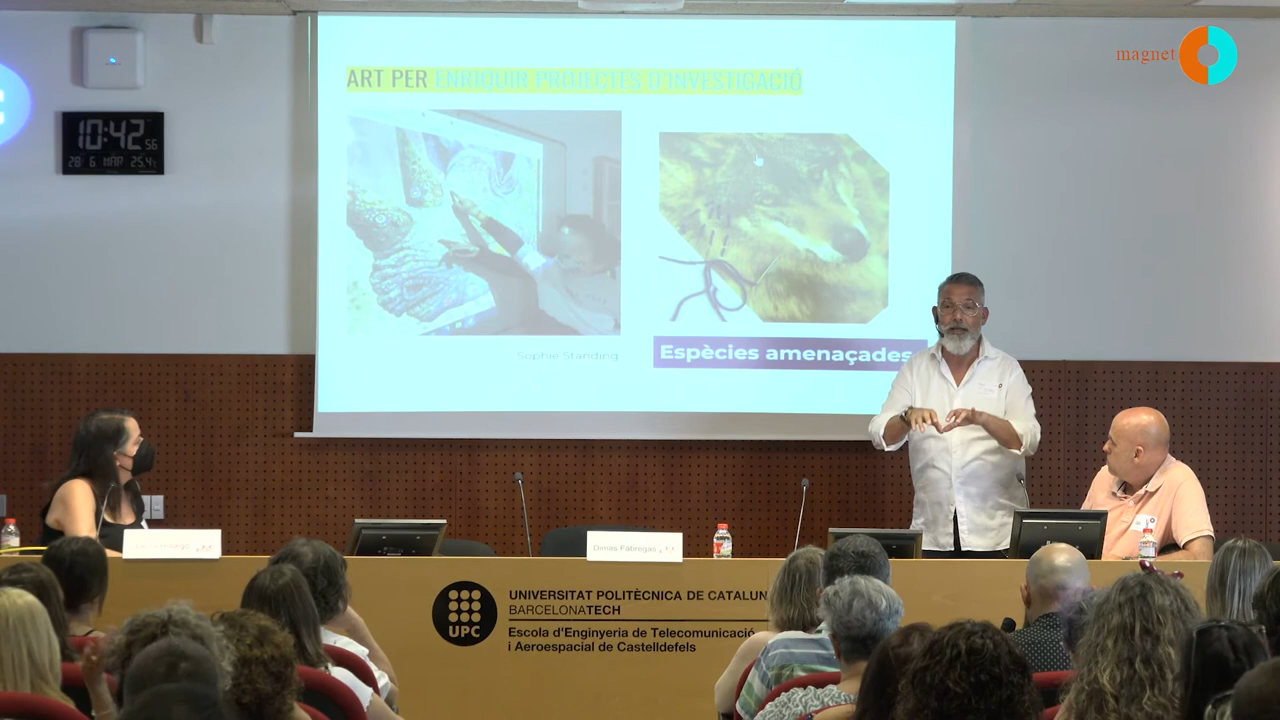 magnet
10:42 56
28 6 MAR 25.4°c
ART PER ENRIQUIR PROJECTES D'INVESTIGACIÓ
Sophie Standing
Espècies amenaçades
Dimas Fàbregas
UPC
UNIVERSITAT POLITÈCNICA DE CATALUN
BARCELONATECH
Escola d'Enginyeria de Telecomunicació
i Aeroespacial de Castelldefels